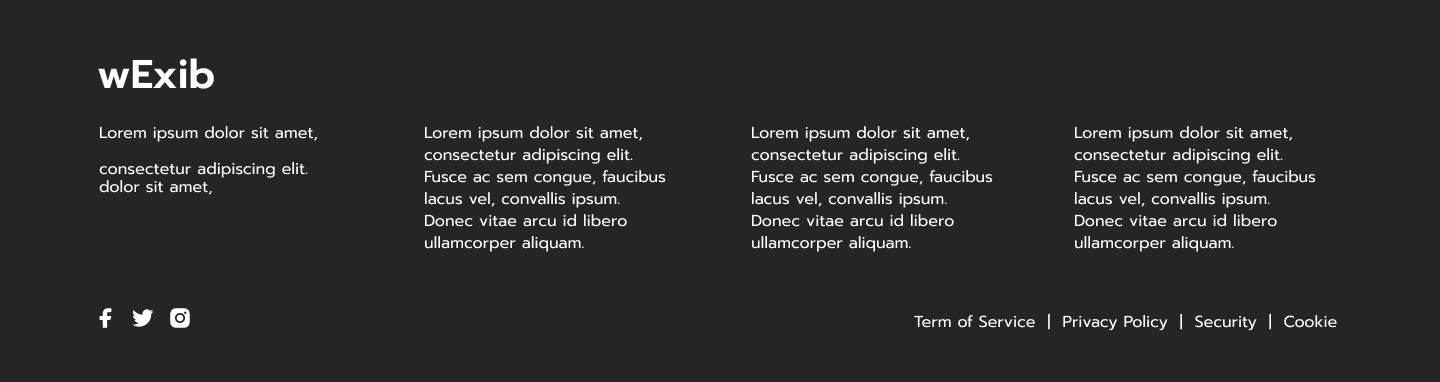 wExib
Lorem ipsum dolor sit amet,
consectetur adipiscing elit.
dolor sit amet,
Lorem ipsum dolor sit amet,
consectetur adipiscing elit.
Fusce ac sem congue, faucibus
lacus vel, convallis ipsum.
Donec vitae arcu id libero
ullamcorper aliquam.
Lorem ipsum dolor sit amet,
consectetur adipiscing elit.
Fusce ac sem congue, faucibus
lacus vel, convallis ipsum.
Donec vitae arcu id libero
ullamcorper aliquam.
Lorem ipsum dolor sit amet,
consectetur adipiscing elit.
Fusce ac sem congue, faucibus
lacus vel, convallis ipsum.
Donec vitae arcu id libero
ullamcorper aliquam.
Term of Service | Privacy Policy | Security | Cookie